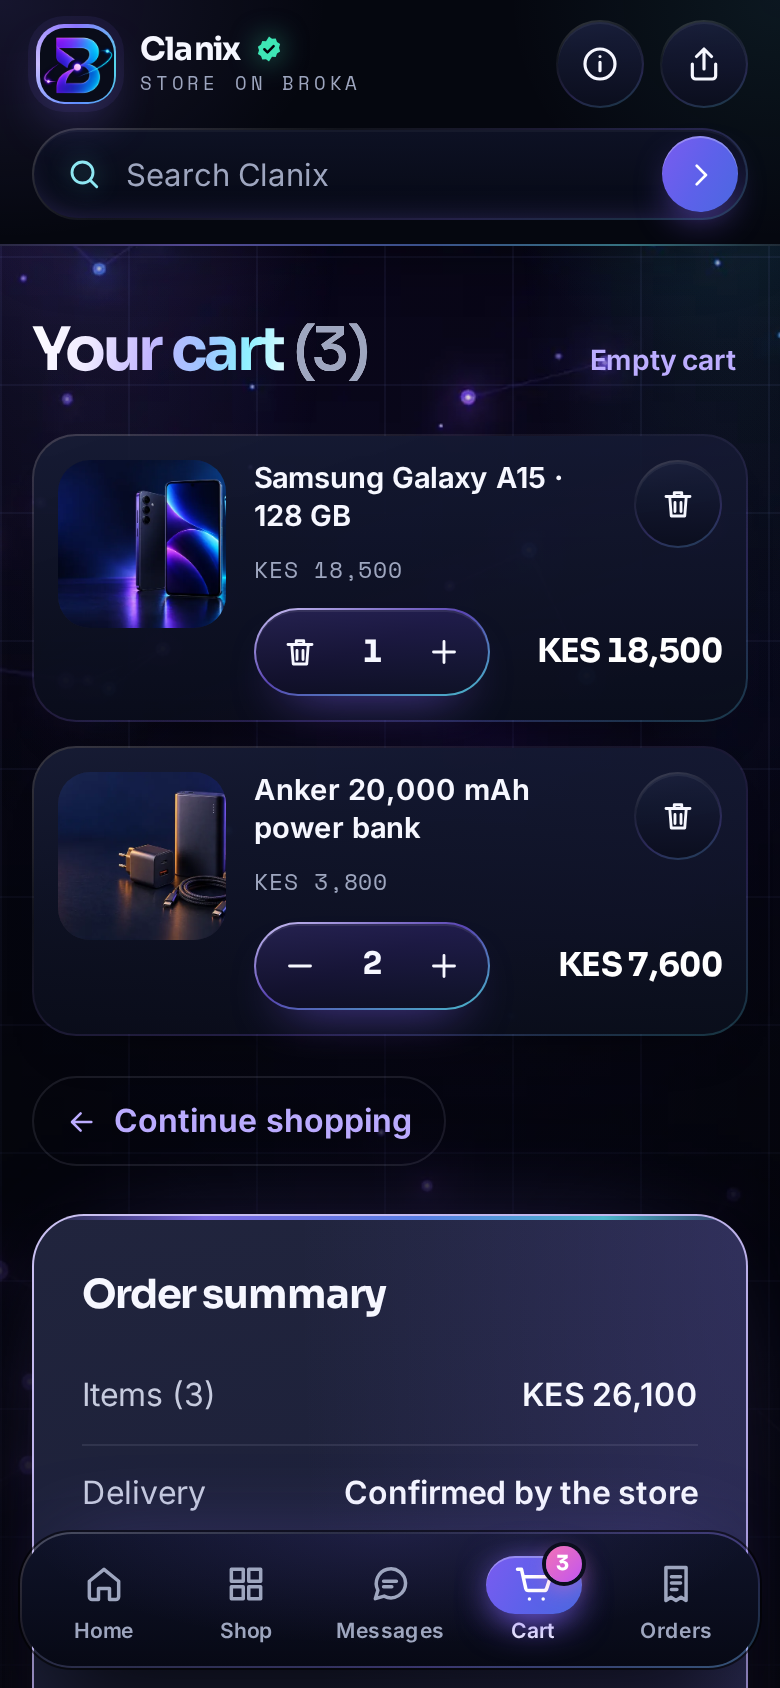 Clanix
STORE ON BROKA
Search Clanix
Your cart (3)
Empty cart
Samsung Galaxy A15 ·
128 GB
KES 18,500
1
KES 18,500
Anker 20,000 mAh
power bank
KES 3,800
2
KES 7,600
Continue shopping
Order summary
Items (3)
KES 26,100
Delivery
Confirmed by the store
3
Home
Shop
Messages
Cart
Orders